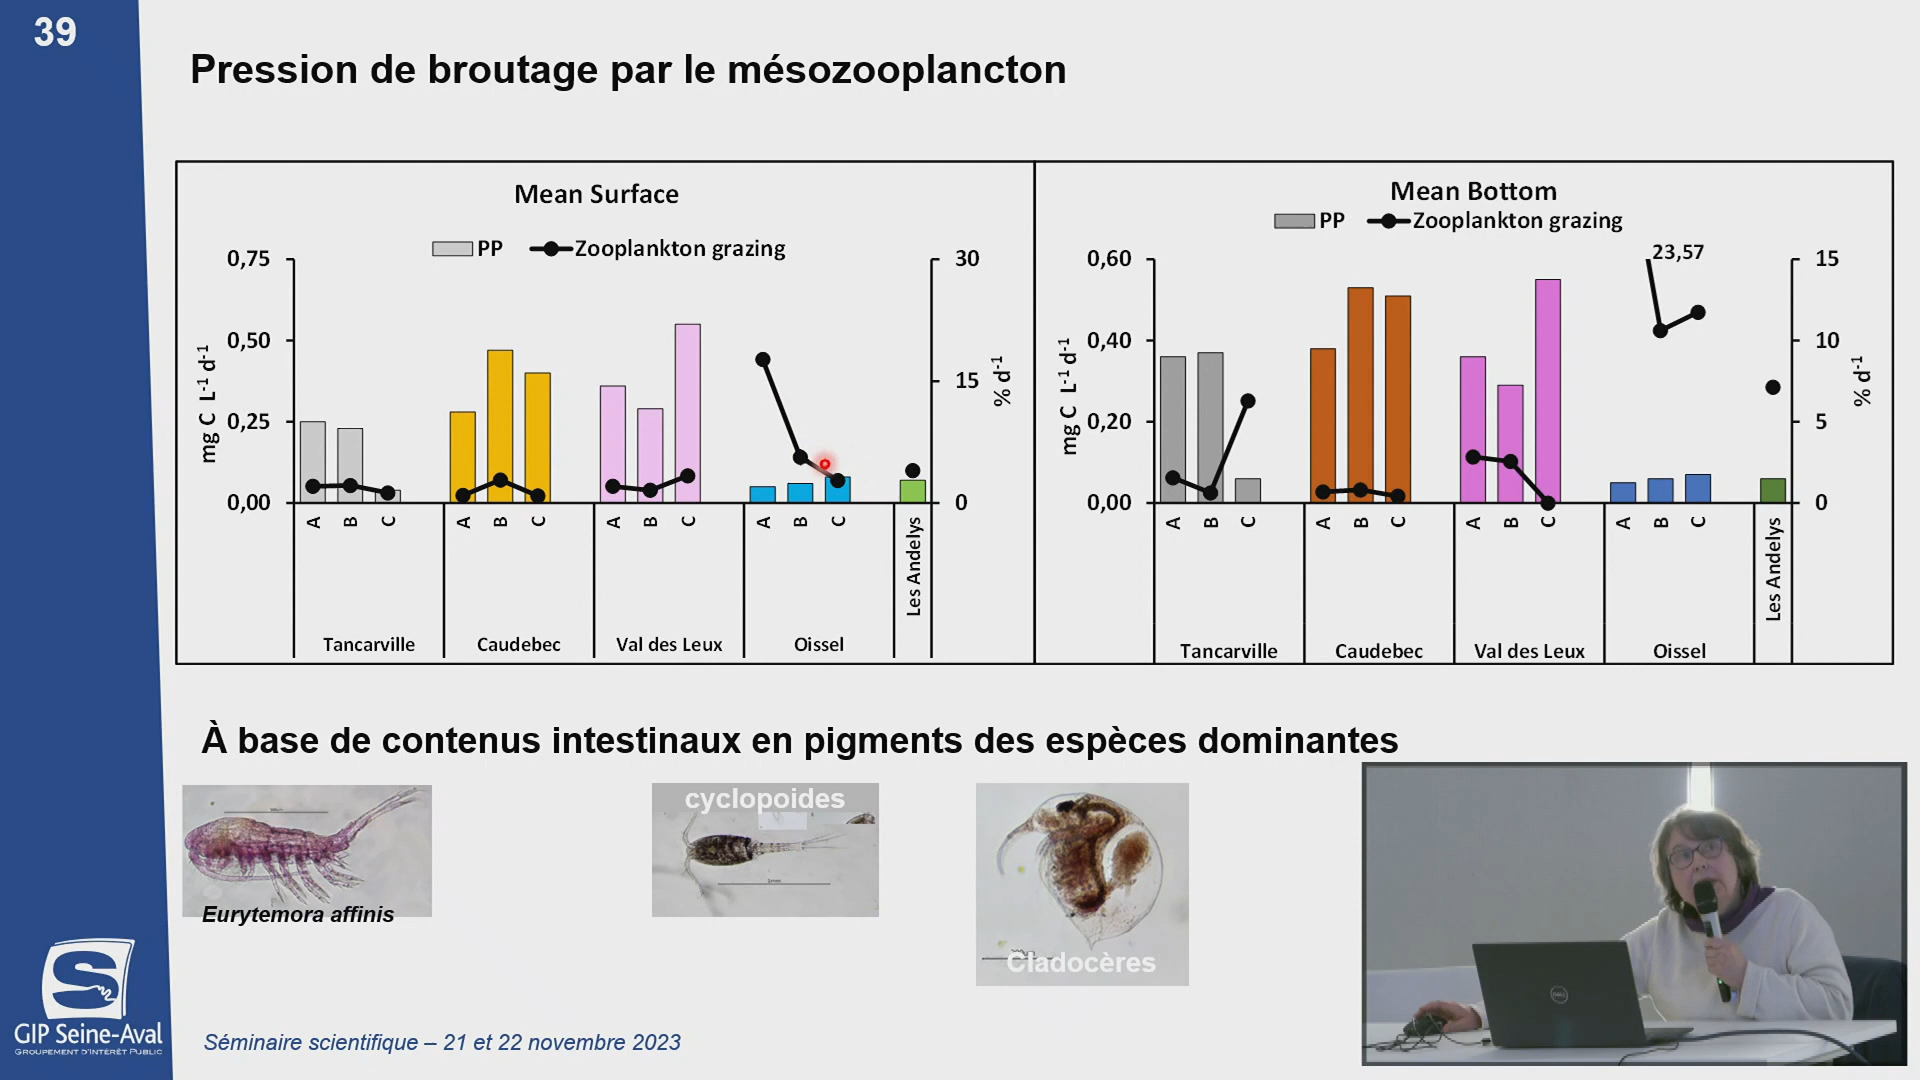 39
Pression de broutage par le mésozooplancton
Mean Surface
PP Zooplankton grazing
0,75
0,50
0,25
0,00
mg C L⁻¹ d⁻¹
30
15
0
% d⁻¹
A B C A B C A B C A B C Les Andelys
Tancarville Caudebec Val des Leux Oissel
Mean Bottom
PP Zooplankton grazing
23,57
0,60
0,40
0,20
0,00
mg C L⁻¹ d⁻¹
15
10
5
0
% d⁻¹
A B C A B C A B C A B C Les Andelys
Tancarville Caudebec Val des Leux Oissel
À base de contenus intestinaux en pigments des espèces dominantes
Eurytemora affinis
cyclopoides
Cladocères
GIP Seine-Aval
GROUPEMENT D'INTÉRÊT PUBLIC
Séminaire scientifique – 21 et 22 novembre 2023
DELL